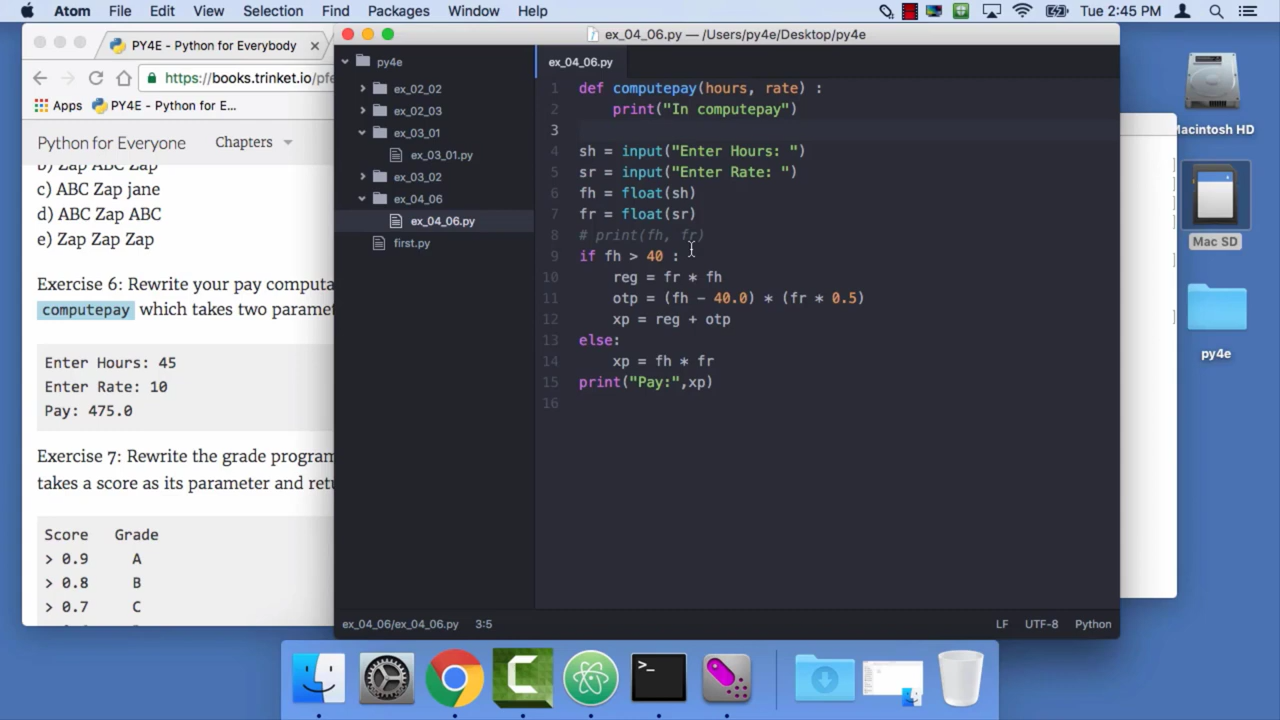 Atom File Edit View Selection Find Packages Window Help Tue 2:45 PM
PY4E - Python for Everybody
https://books.trinket.io/pfe
Apps PY4E - Python for E...
Python for Everyone Chapters
b) Zap ABC Zap
c) ABC Zap jane
d) ABC Zap ABC
e) Zap Zap Zap
Exercise 6: Rewrite your pay computa
computepay which takes two paramet
Enter Hours: 45
Enter Rate: 10
Pay: 475.0
Exercise 7: Rewrite the grade program
takes a score as its parameter and retu
Score Grade
> 0.9 A
> 0.8 B
> 0.7 C
ex_04_06.py — /Users/py4e/Desktop/py4e
py4e
ex_02_02
ex_02_03
ex_03_01
ex_03_01.py
ex_03_02
ex_04_06
ex_04_06.py
first.py
ex_04_06.py
1 def computepay(hours, rate) :
2 print("In computepay")
3
4 sh = input("Enter Hours: ")
5 sr = input("Enter Rate: ")
6 fh = float(sh)
7 fr = float(sr)
8 # print(fh, fr)
9 if fh > 40 :
10 reg = fr * fh
11 otp = (fh - 40.0) * (fr * 0.5)
12 xp = reg + otp
13 else:
14 xp = fh * fr
15 print("Pay:",xp)
16
ex_04_06/ex_04_06.py 3:5 LF UTF-8 Python
Macintosh HD
Mac SD
py4e